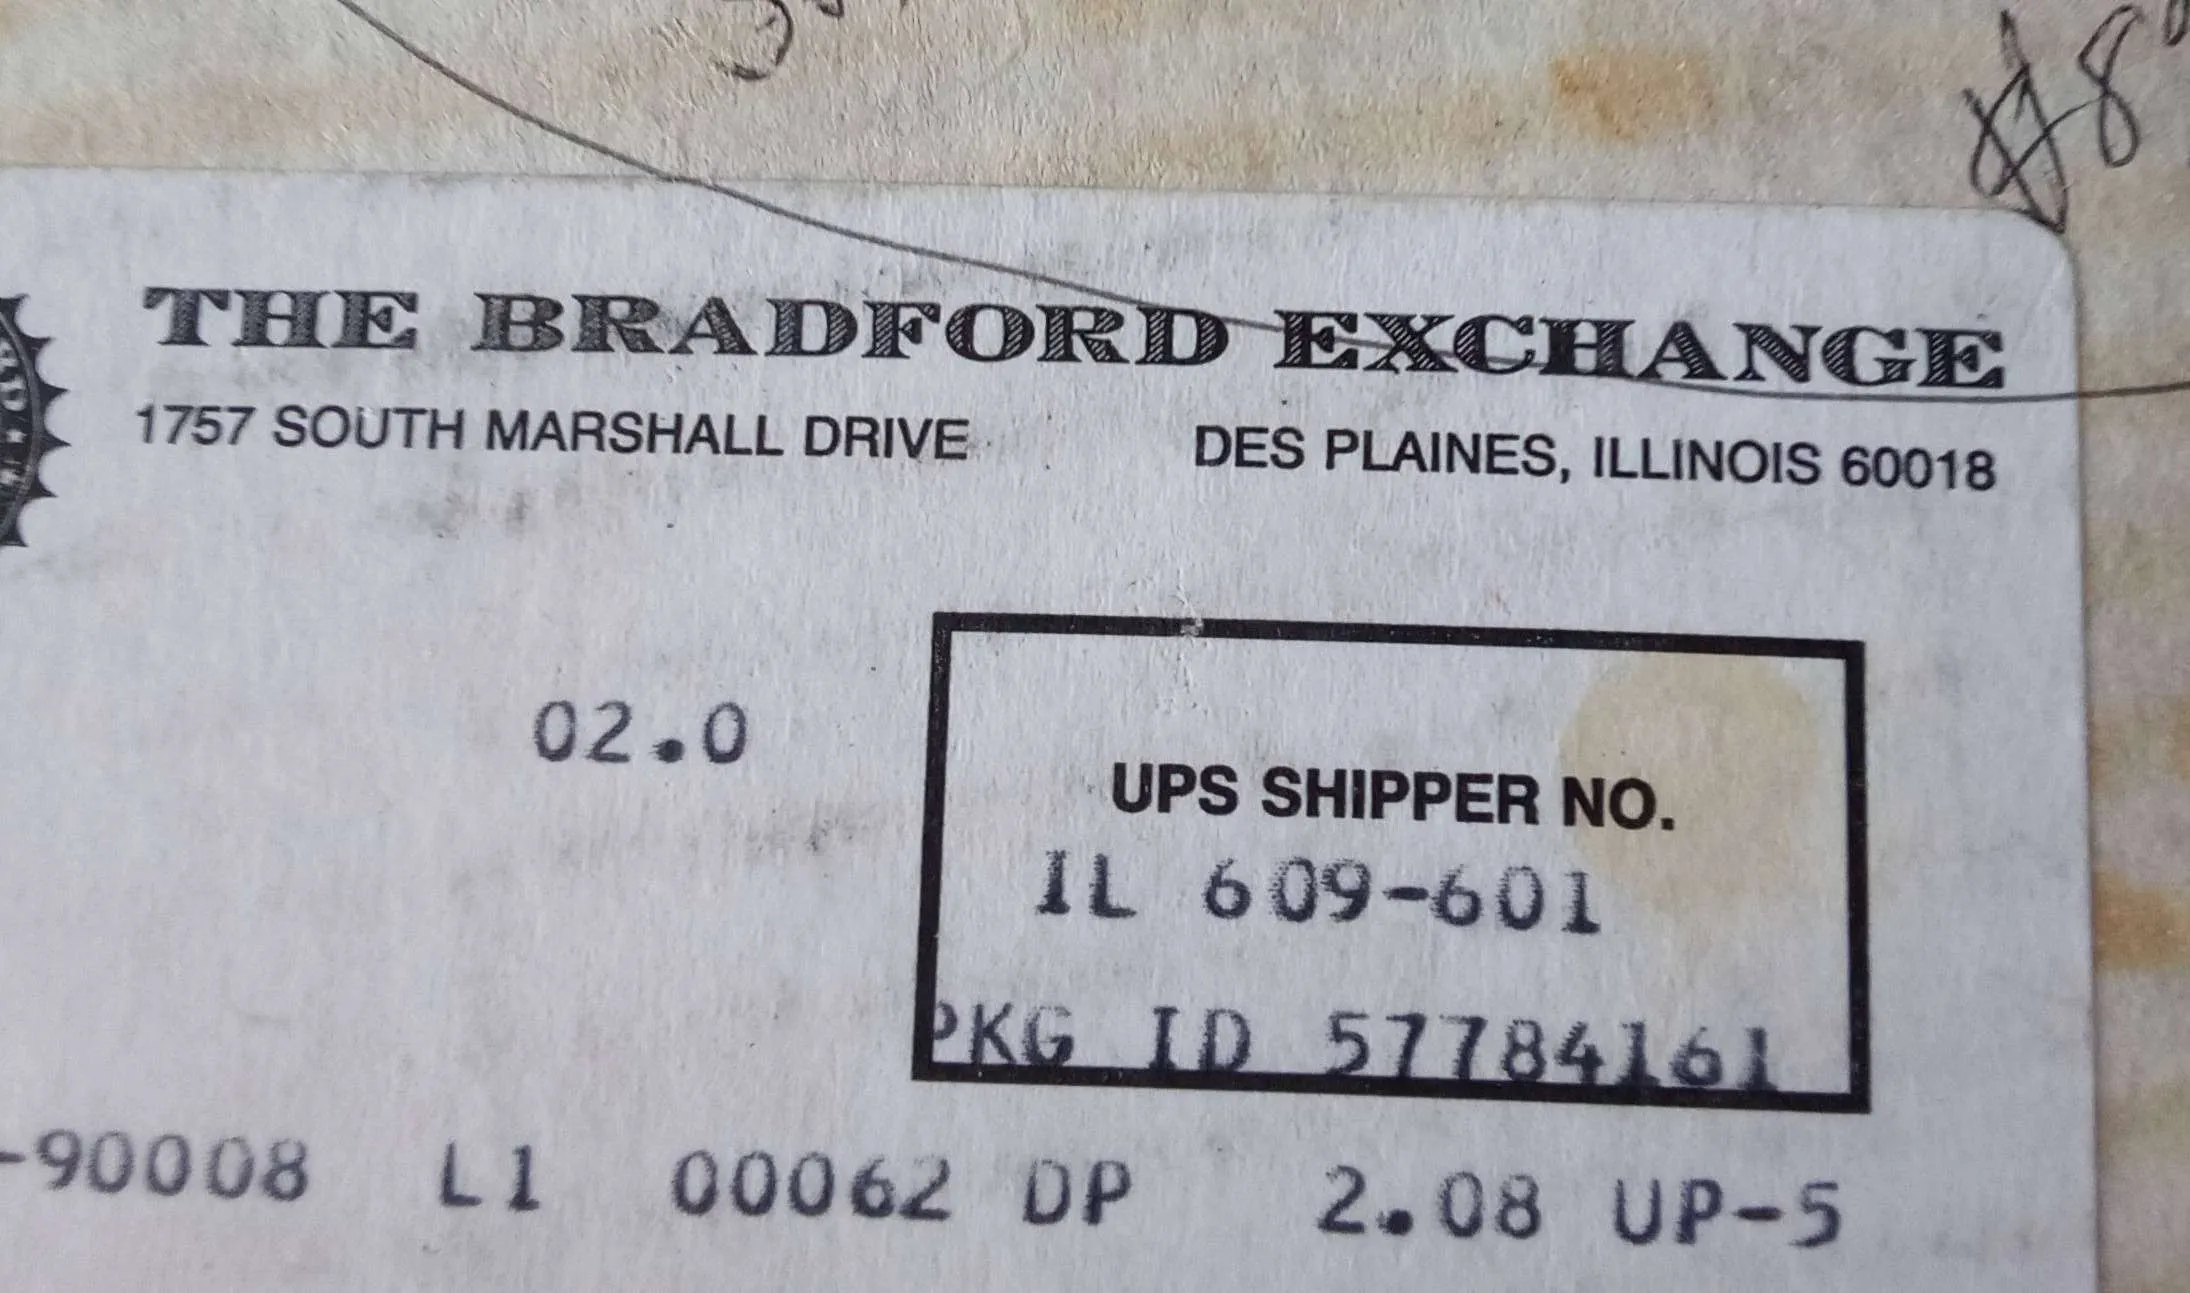 $8
THE BRADFORD EXCHANGE
1757 SOUTH MARSHALL DRIVE DES PLAINES, ILLINOIS 60018
02.0
UPS SHIPPER NO.
IL 609-601
PKG ID 57784161
-90008 L1 00062 DP 2.08 UP-5